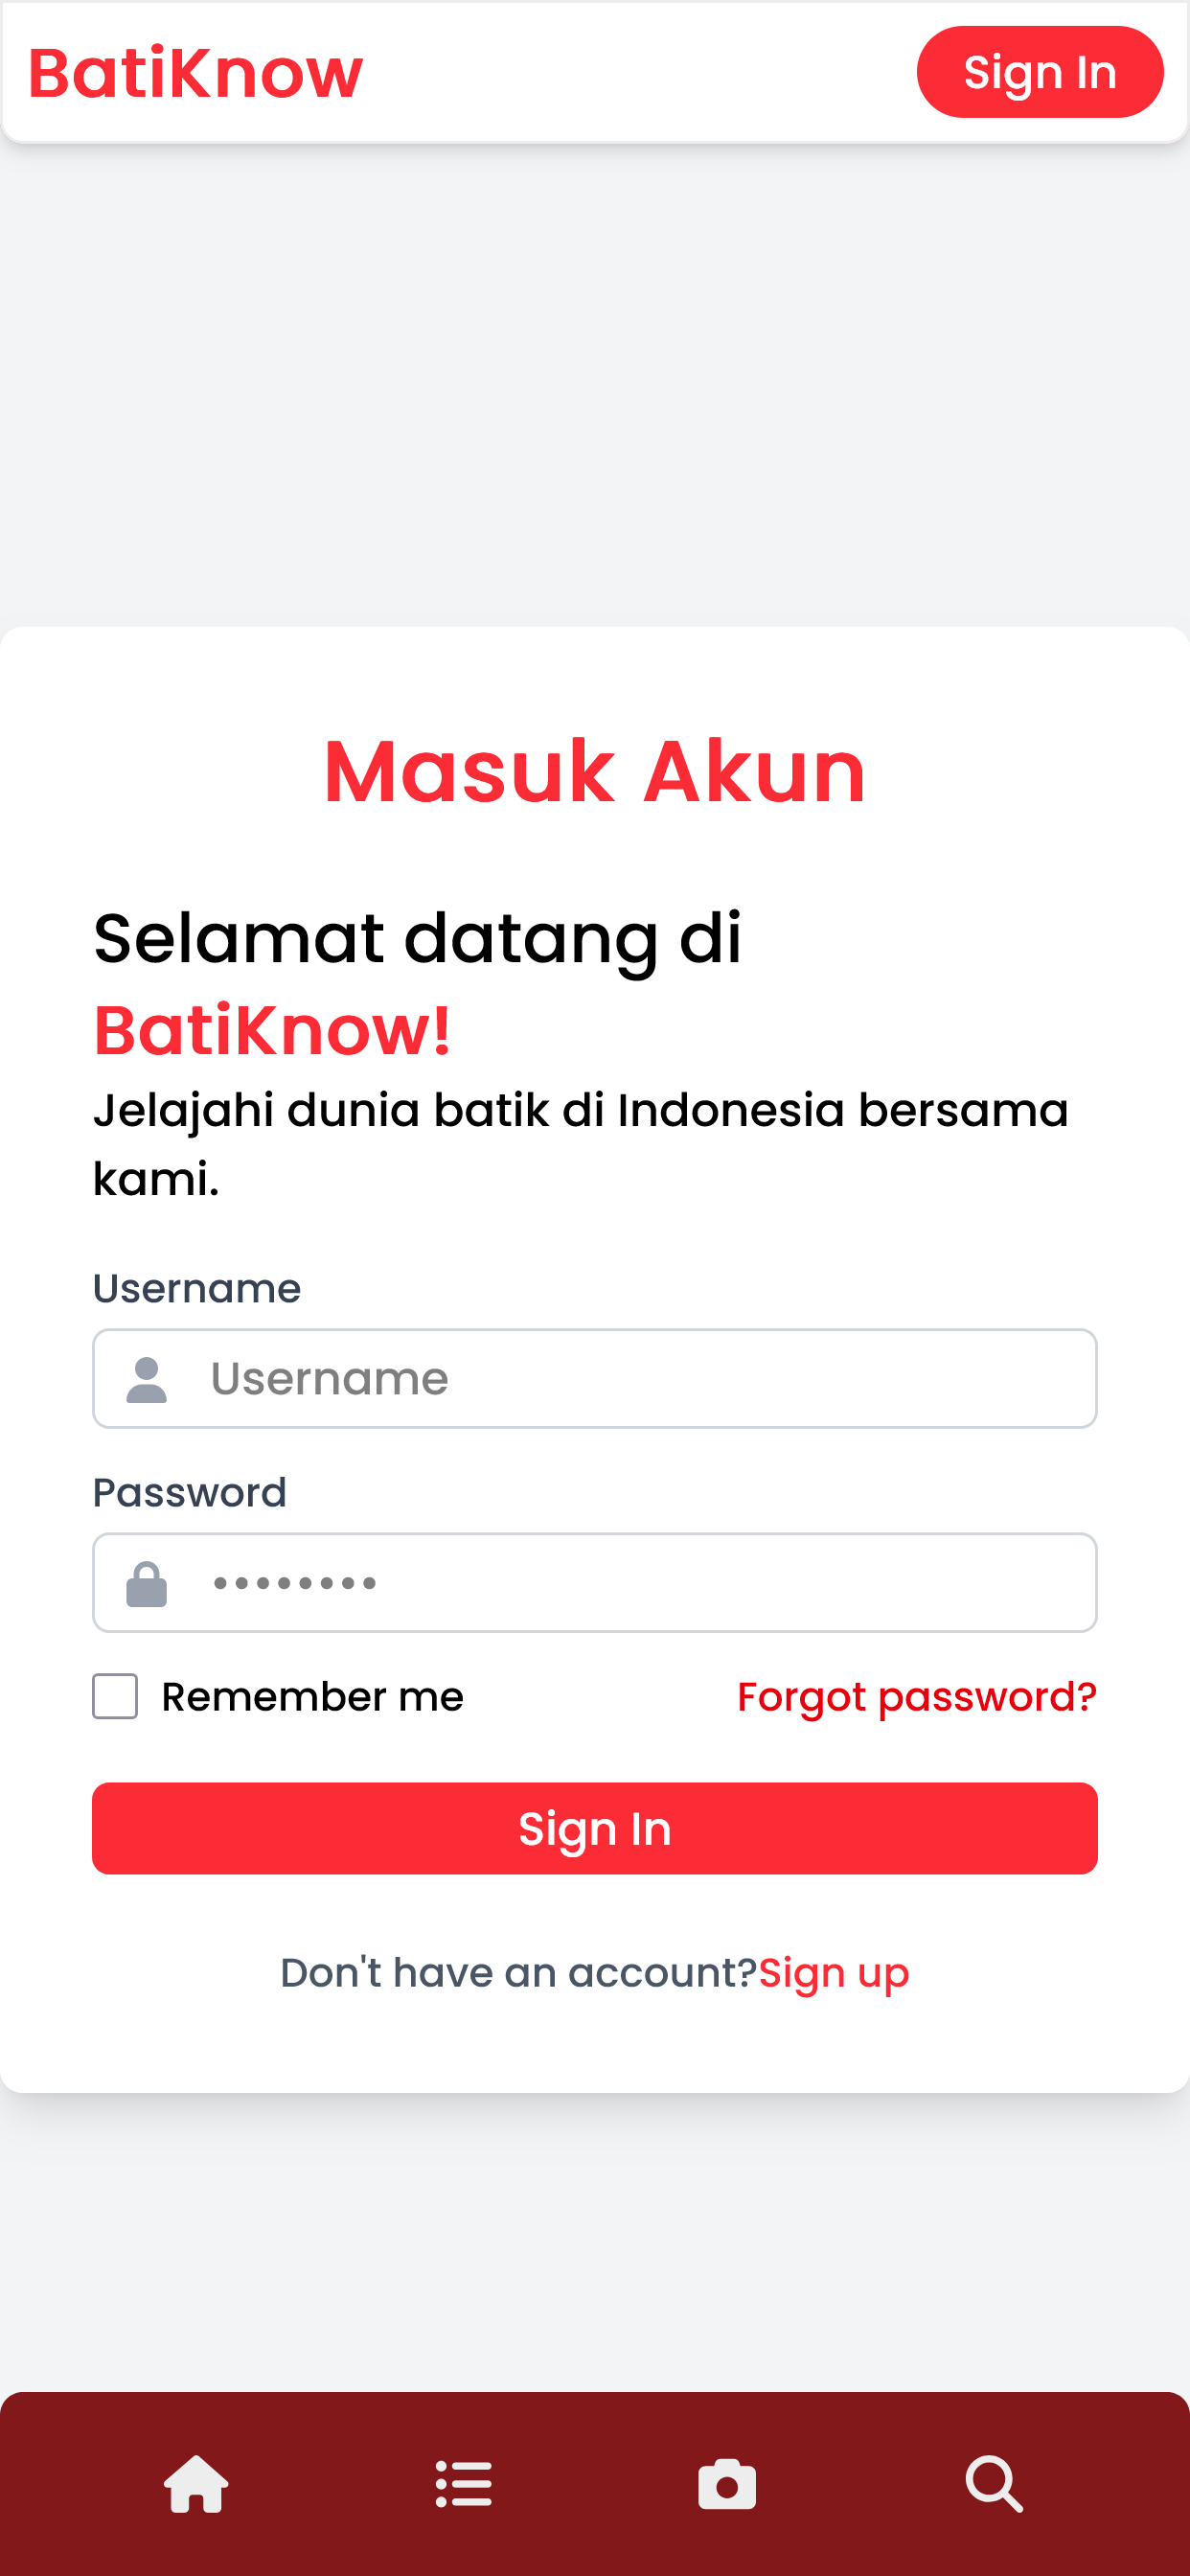 BatiKnow
Sign In
Masuk Akun
Selamat datang di
BatiKnow!
Jelajahi dunia batik di Indonesia bersama
kami.
Username
Username
Password
••••••••
Remember me
Forgot password?
Sign In
Don't have an account?Sign up